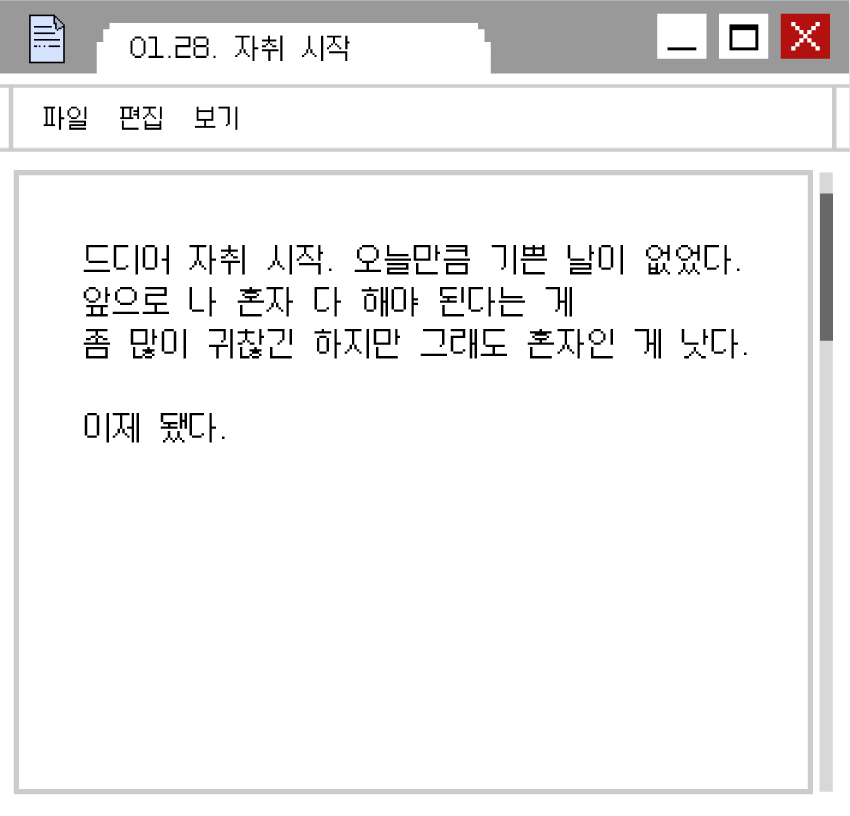 01.28. 자취 시작
파일 편집 보기
드디어 자취 시작. 오늘만큼 기쁜 날이 없었다.
앞으로 나 혼자 다 해야 된다는 게
좀 많이 귀찮긴 하지만 그래도 혼자인 게 낫다.
이제 됐다.